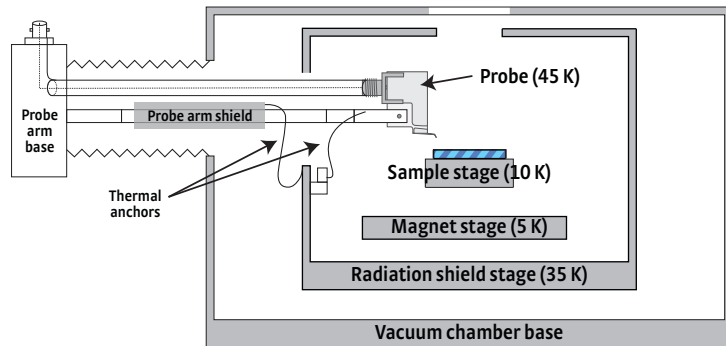 Probe (45 K)
Probe
arm
base
Probe arm shield
Thermal
anchors
Sample stage (10 K)
Magnet stage (5 K)
Radiation shield stage (35 K)
Vacuum chamber base